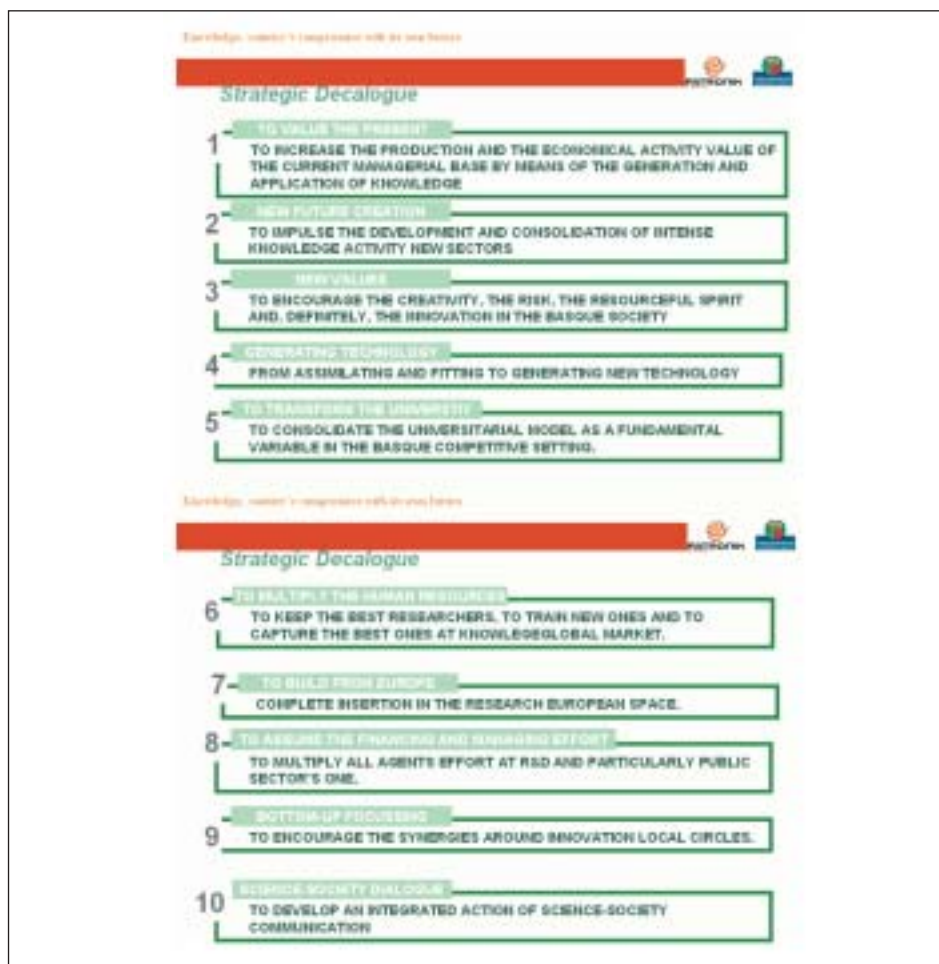 Strategic Decalogue
1
TO VALUE THE PRESENT
TO INCREASE THE PRODUCTION AND THE ECONOMICAL ACTIVITY VALUE OF
THE CURRENT MANAGERIAL BASE BY MEANS OF THE GENERATION AND
APPLICATION OF KNOWLEDGE
2
NEW FUTURE CREATION
TO IMPULSE THE DEVELOPMENT AND CONSOLIDATION OF INTENSE
KNOWLEDGE ACTIVITY NEW SECTORS
3
NEW VALUES
TO ENCOURAGE THE CREATIVITY, THE RISK, THE RESOURCEFUL SPIRIT
AND, DEFINITELY, THE INNOVATION IN THE BASQUE SOCIETY
4
GENERATING TECHNOLOGY
FROM ASSIMILATING AND FITTING TO GENERATING NEW TECHNOLOGY
5
TO TRANSFORM THE UNIVERSITY
TO CONSOLIDATE THE UNIVERSITARIAL MODEL AS A FUNDAMENTAL
VARIABLE IN THE BASQUE COMPETITIVE SETTING.
Strategic Decalogue
6
TO MULTIPLY THE HUMAN RESOURCES
TO KEEP THE BEST RESEARCHERS, TO TRAIN NEW ONES AND TO
CAPTURE THE BEST ONES AT KNOWLEGEGLOBAL MARKET.
7
TO BUILD FROM EUROPE
COMPLETE INSERTION IN THE RESEARCH EUROPEAN SPACE.
8
TO ASSUME THE FINANCING AND MANAGING EFFORT
TO MULTIPLY ALL AGENTS EFFORT AT R&D AND PARTICULARLY PUBLIC
SECTOR'S ONE.
9
BOTTOM-UP FOCUSSING
TO ENCOURAGE THE SYNERGIES AROUND INNOVATION LOCAL CIRCLES.
10
SCIENCE-SOCIETY DIALOGUE
TO DEVELOP AN INTEGRATED ACTION OF SCIENCE-SOCIETY
COMMUNICATION